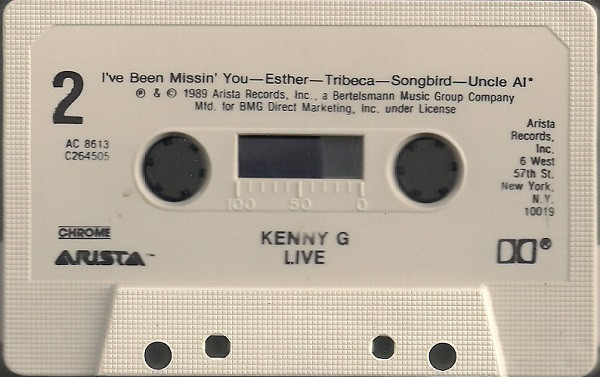 2
I've Been Missin' You—Esther—Tribeca—Songbird—Uncle Al*
℗ & © 1989 Arista Records, Inc., a Bertelsmann Music Group Company
Mfd. for BMG Direct Marketing, Inc. under License
AC 8613
C264505
Arista
Records,
Inc.
6 West
57th St.
New York,
N.Y.
10019
100 50 0
CHROME
ARISTA™
KENNY G
LIVE
®